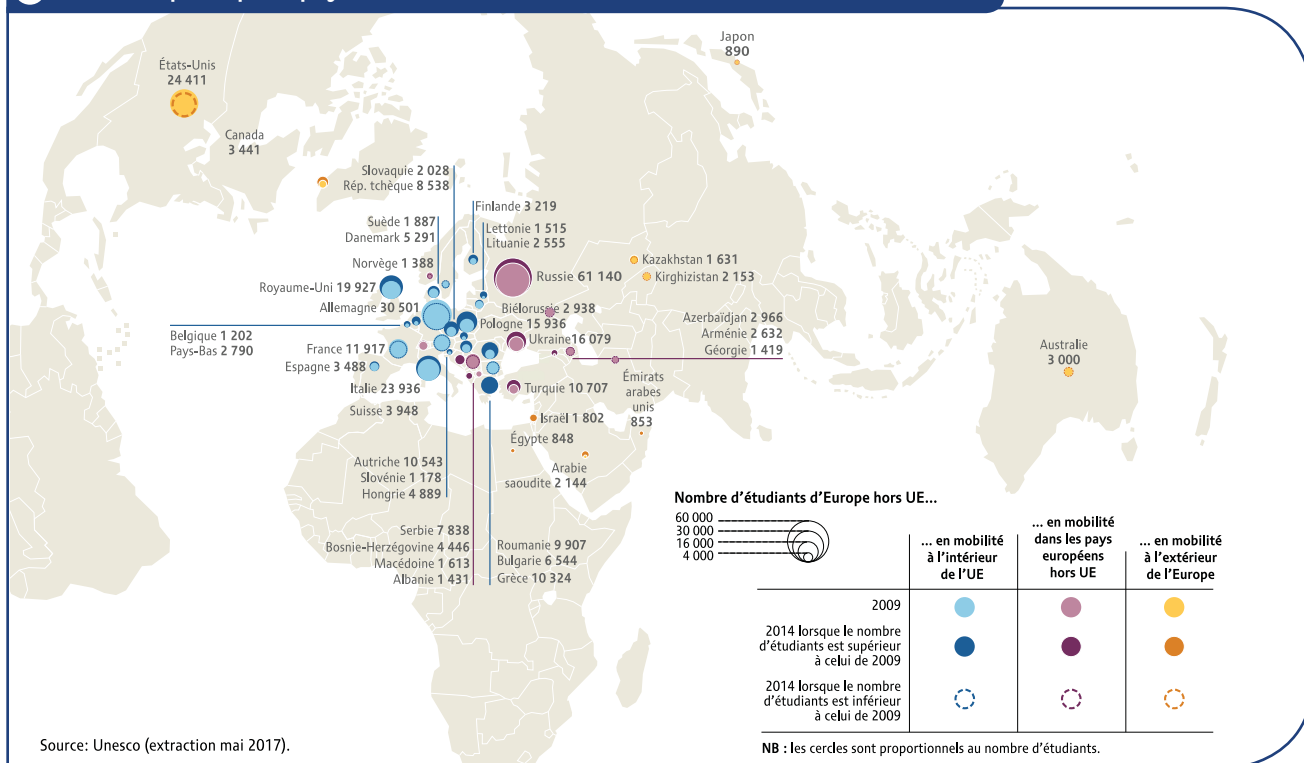 Japon
890
États-Unis
24 411
Canada
3 441
Slovaquie 2 028
Rép. tchèque 8 538
Finlande 3 219
Suède 1 887
Danemark 5 291
Lettonie 1 515
Lituanie 2 555
Norvège 1 388
Kazakhstan 1 631
Kirghizistan 2 153
Russie 61 140
Royaume-Uni 19 927
Allemagne 30 501
Biélorussie 2 938
Pologne 15 936
Ukraine 16 079
Azerbaïdjan 2 966
Arménie 2 632
Géorgie 1 419
Belgique 1 202
Pays-Bas 2 790
France 11 917
Espagne 3 488
Italie 23 936
Suisse 3 948
Australie
3 000
Turquie 10 707
Émirats
arabes
unis
853
Israël 1 802
Égypte 848
Arabie
saoudite 2 144
Autriche 10 543
Slovénie 1 178
Hongrie 4 889
Serbie 7 838
Bosnie-Herzégovine 4 446
Macédoine 1 613
Albanie 1 431
Roumanie 9 907
Bulgarie 6 544
Grèce 10 324
Nombre d'étudiants d'Europe hors UE...
60 000
30 000
16 000
4 000
... en mobilité
à l'intérieur
de l'UE
... en mobilité
dans les pays
européens
hors UE
... en mobilité
à l'extérieur
de l'Europe
2009
2014 lorsque le nombre
d'étudiants est supérieur
à celui de 2009
2014 lorsque le nombre
d'étudiants est inférieur
à celui de 2009
NB : les cercles sont proportionnels au nombre d'étudiants.
Source: Unesco (extraction mai 2017).